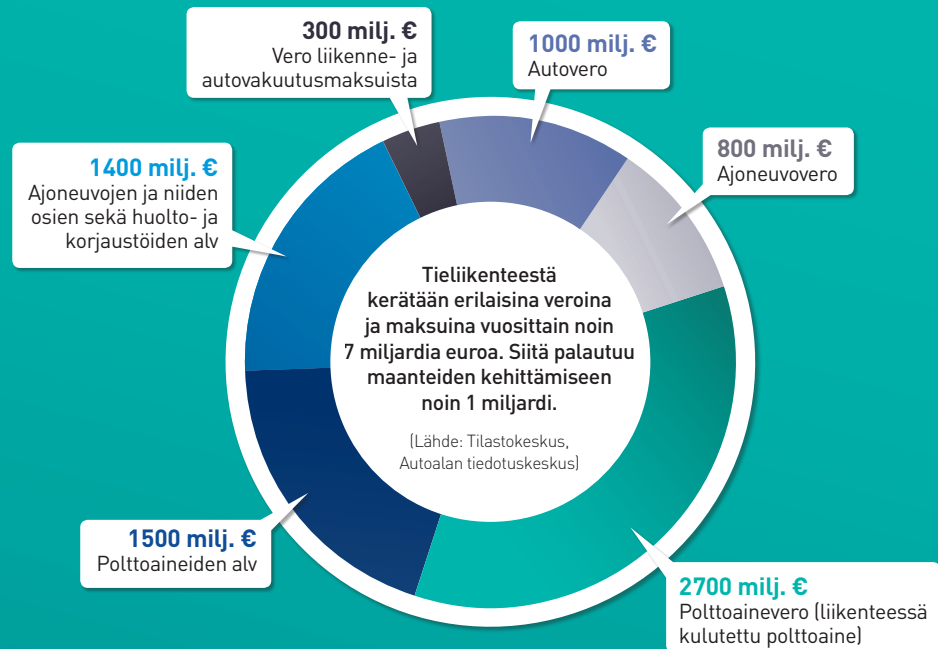 300 milj. €
Vero liikenne- ja
autovakuutusmaksuista
1000 milj. €
Autovero
800 milj. €
Ajoneuvovero
1400 milj. €
Ajoneuvojen ja niiden
osien sekä huolto- ja
korjaustöiden alv
Tieliikenteestä
kerätään erilaisina veroina
ja maksuina vuosittain noin
7 miljardia euroa. Siitä palautuu
maanteiden kehittämiseen
noin 1 miljardi.
(Lähde: Tilastokeskus,
Autoalan tiedotuskeskus)
1500 milj. €
Polttoaineiden alv
2700 milj. €
Polttoainevero (liikenteessä
kulutettu polttoaine)